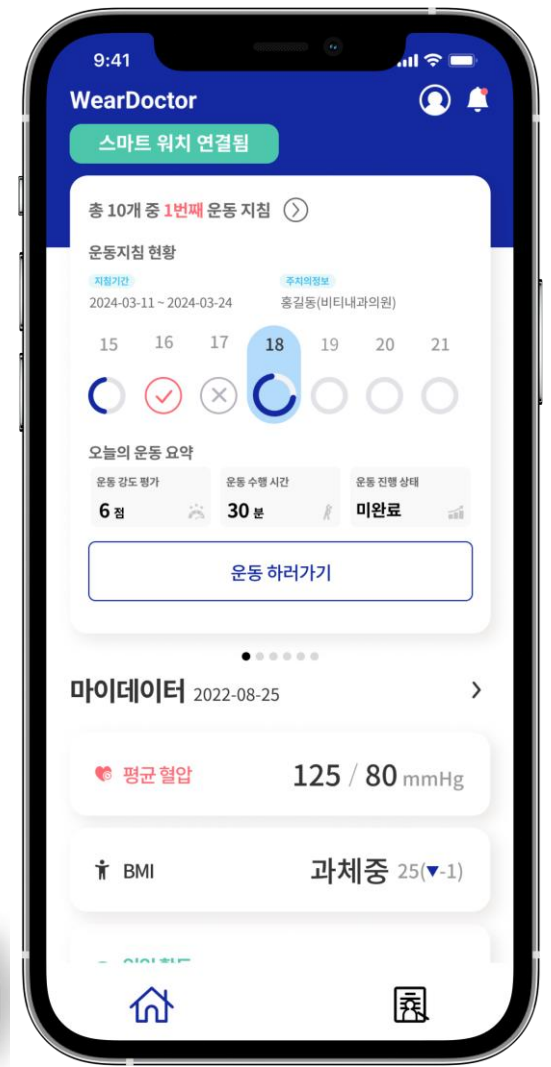 9:41
WearDoctor
스마트 워치 연결됨
총 10개 중 1번째 운동 지침
운동지침 현황
지침기간 주치의정보
2024-03-11 ~ 2024-03-24 홍길동(비티내과의원)
15 16 17 18 19 20 21
오늘의 운동 요약
운동 강도 평가 운동 수행 시간 운동 진행 상태
6 점 30 분 미완료
운동 하러가기
마이데이터 2022-08-25
평균 혈압 125 / 80 mmHg
BMI 과체중 25(▼-1)